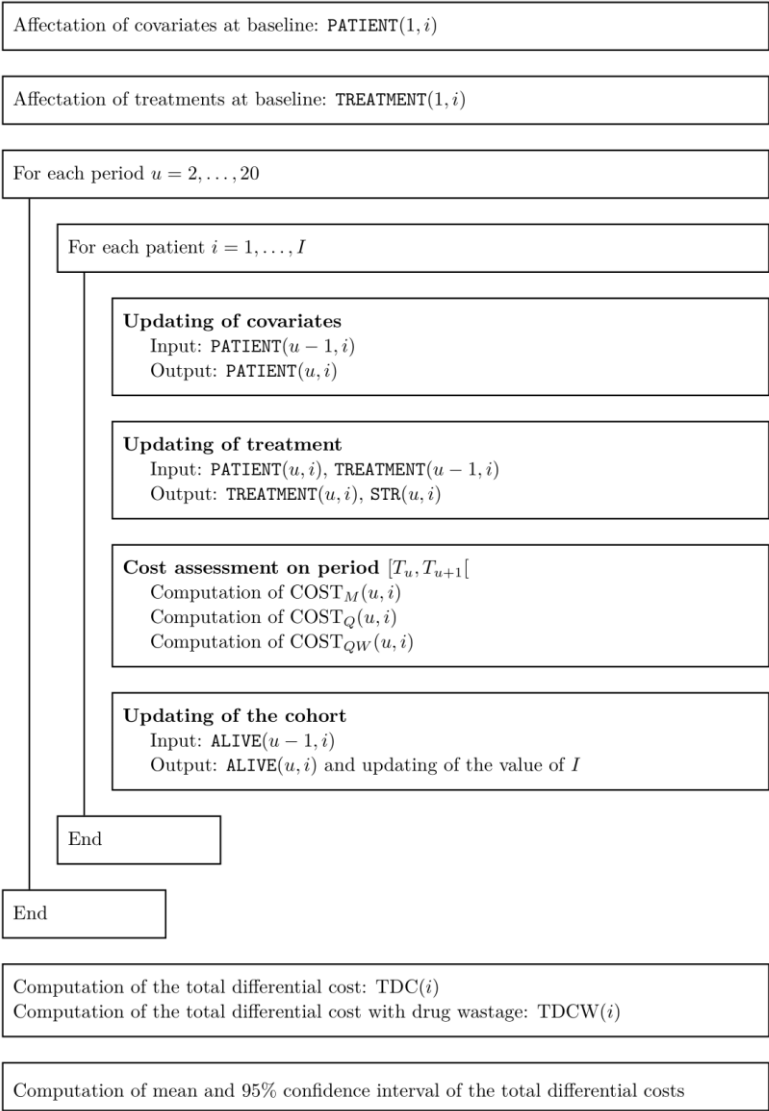 Affectation of covariates at baseline: PATIENT(1, i)
Affectation of treatments at baseline: TREATMENT(1, i)
For each period u = 2, . . . , 20
For each patient i = 1, . . . , I
Updating of covariates
Input: PATIENT(u − 1, i)
Output: PATIENT(u, i)
Updating of treatment
Input: PATIENT(u, i), TREATMENT(u − 1, i)
Output: TREATMENT(u, i), STR(u, i)
Cost assessment on period [T_u, T_{u+1}[
Computation of COST_M(u, i)
Computation of COST_Q(u, i)
Computation of COST_{QW}(u, i)
Updating of the cohort
Input: ALIVE(u − 1, i)
Output: ALIVE(u, i) and updating of the value of I
End
End
Computation of the total differential cost: TDC(i)
Computation of the total differential cost with drug wastage: TDCW(i)
Computation of mean and 95% confidence interval of the total differential costs